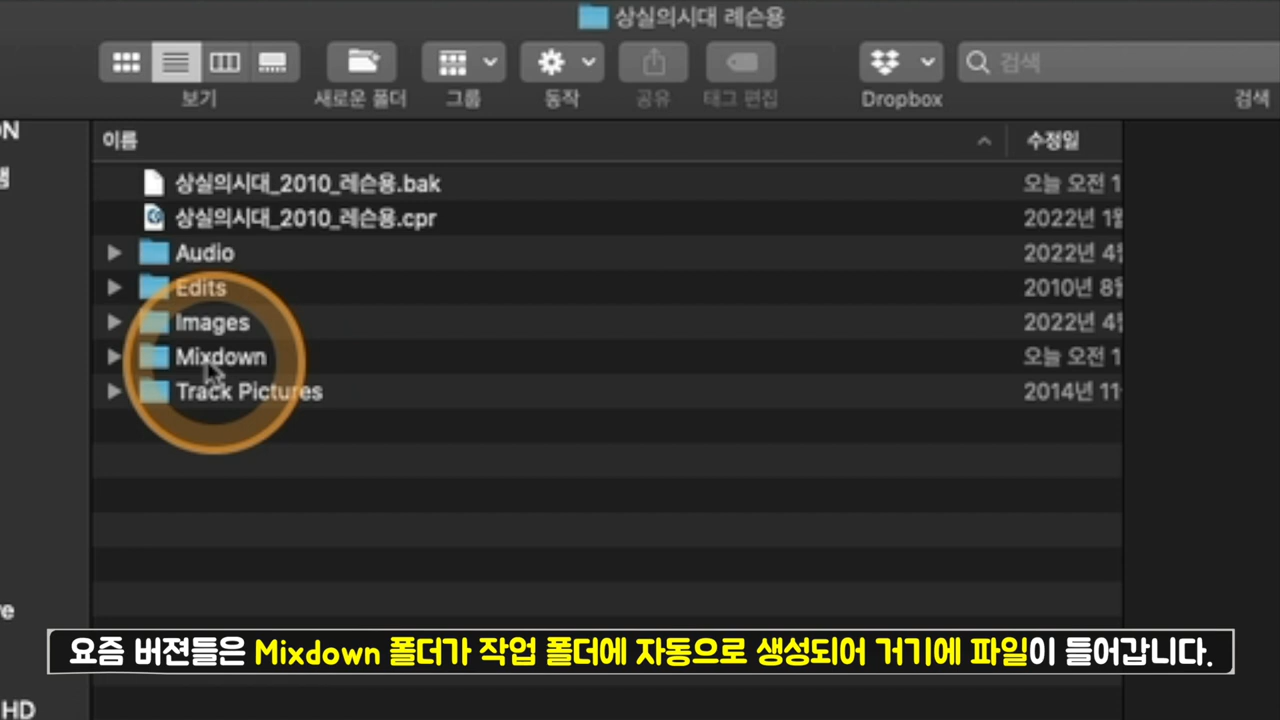 상실의시대 레슨용
검색
보기 새로운 폴더 그룹 동작 공유 태그 편집 Dropbox 검색
이름 수정일
상실의시대_2010_레슨용.bak 오늘 오전 1
상실의시대_2010_레슨용.cpr 2022년 1월
Audio 2022년 4월
Edits 2010년 8월
Images 2022년 4월
Mixdown 오늘 오전 1
Track Pictures 2014년 11
요즘 버젼들은 Mixdown 폴더가 작업 폴더에 자동으로 생성되어 거기에 파일이 들어갑니다.
HD